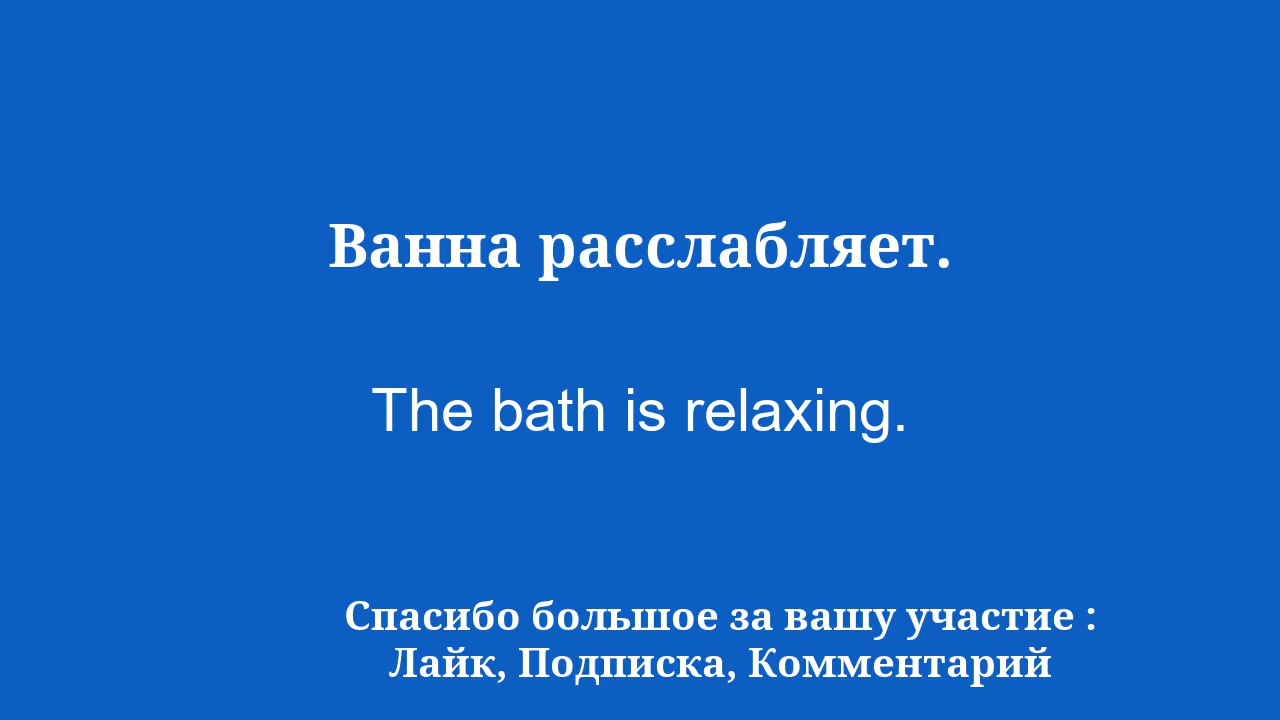 Ванна расслабляет.
The bath is relaxing.
Спасибо большое за вашу участие :
Лайк, Подписка, Комментарий